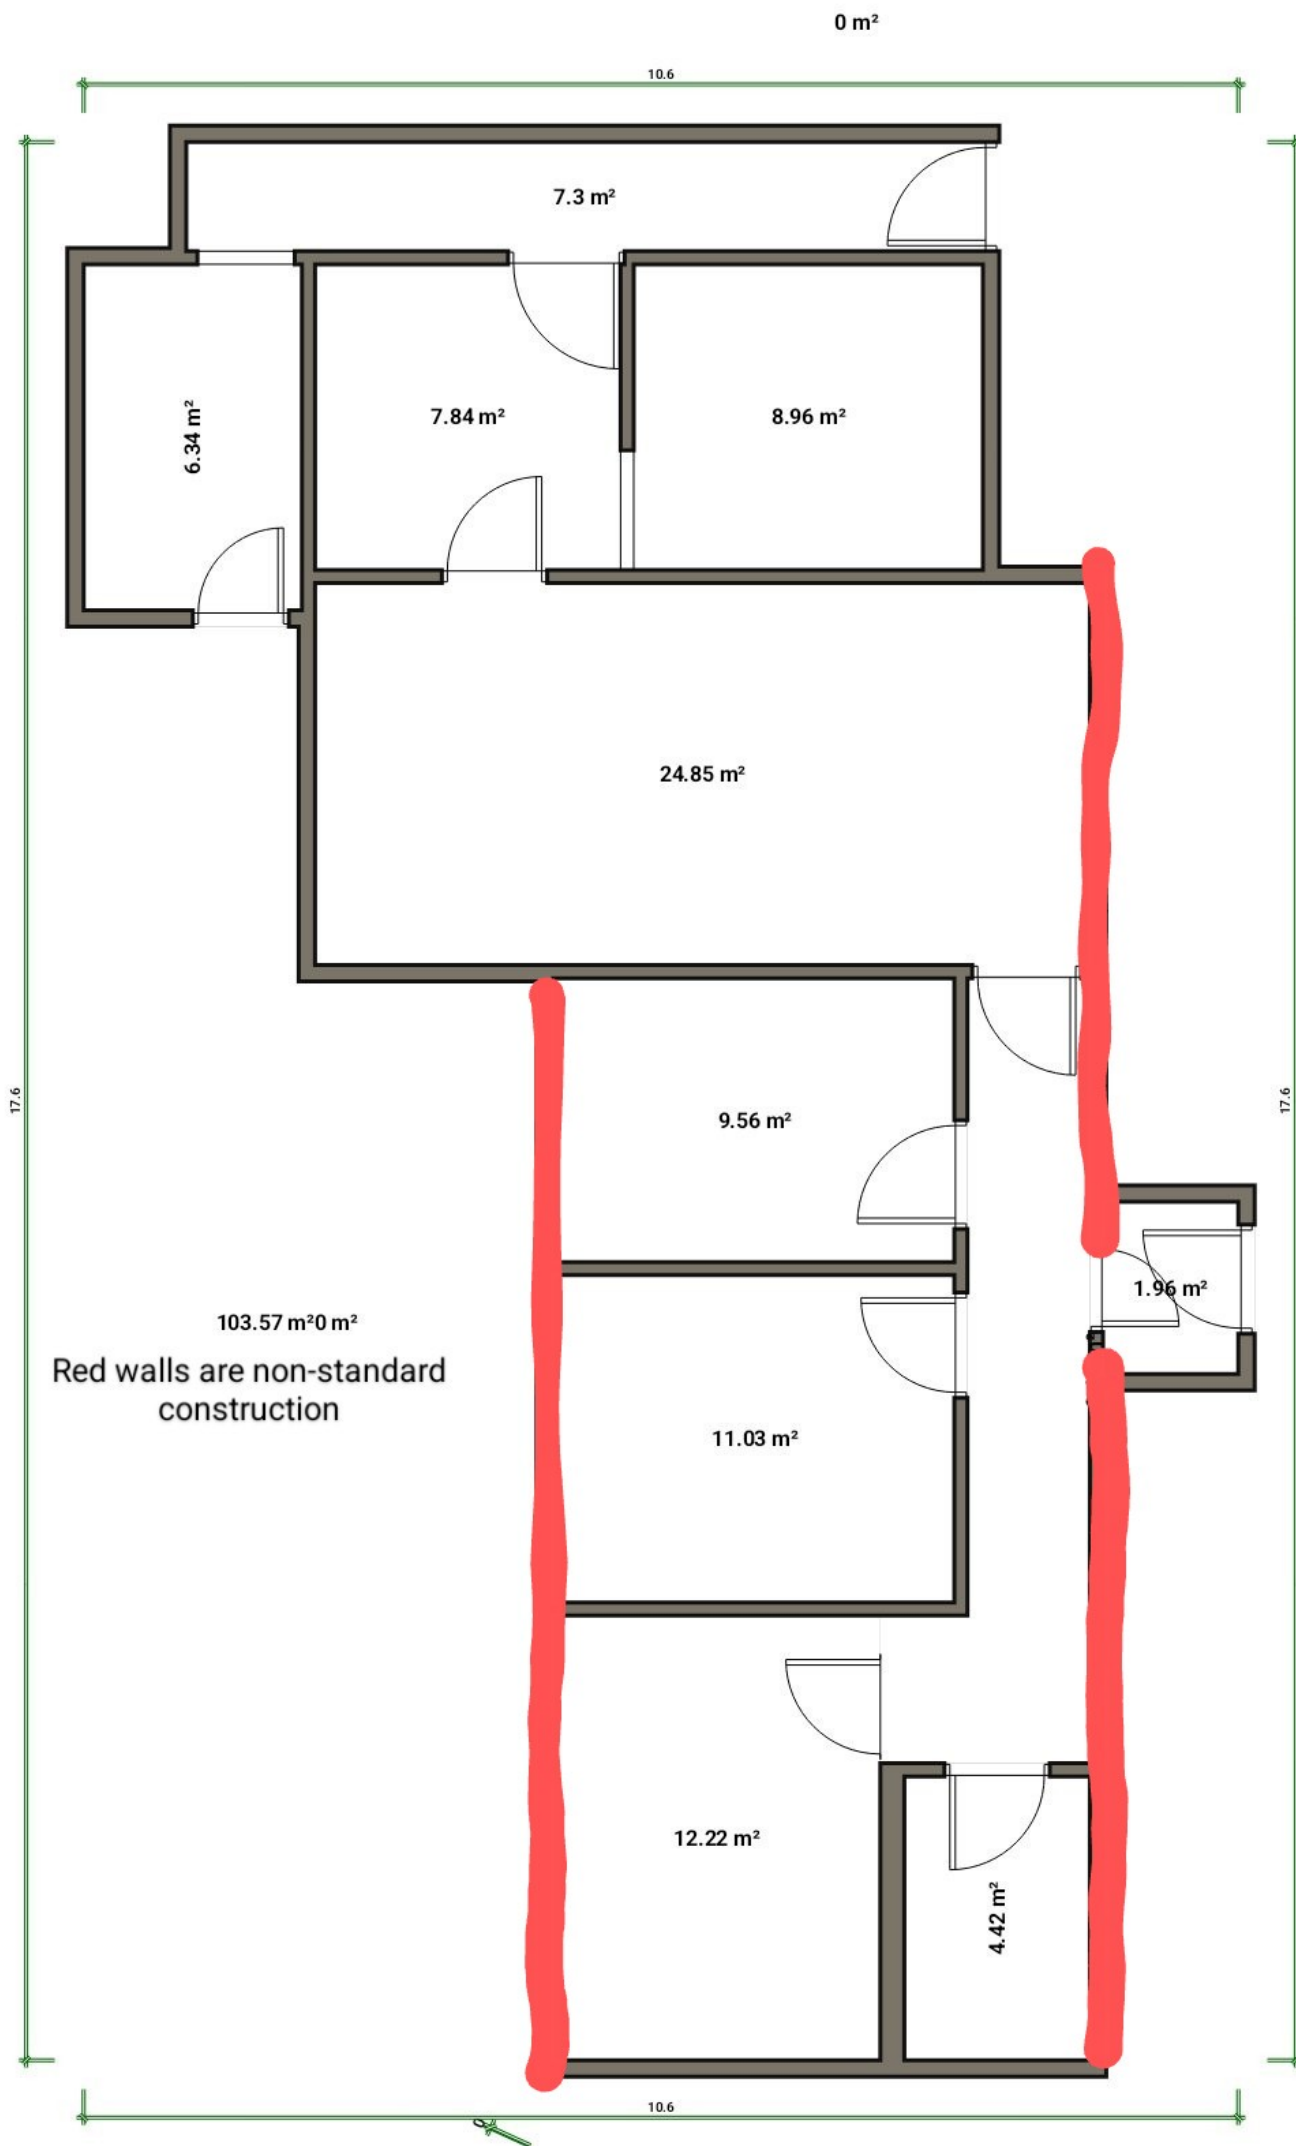 0 m²
10.6
7.3 m²
6.34 m²
7.84 m²
8.96 m²
24.85 m²
17.6
17.6
9.56 m²
1.96 m²
103.57 m²0 m²
Red walls are non-standard
construction
11.03 m²
12.22 m²
4.42 m²
10.6
0